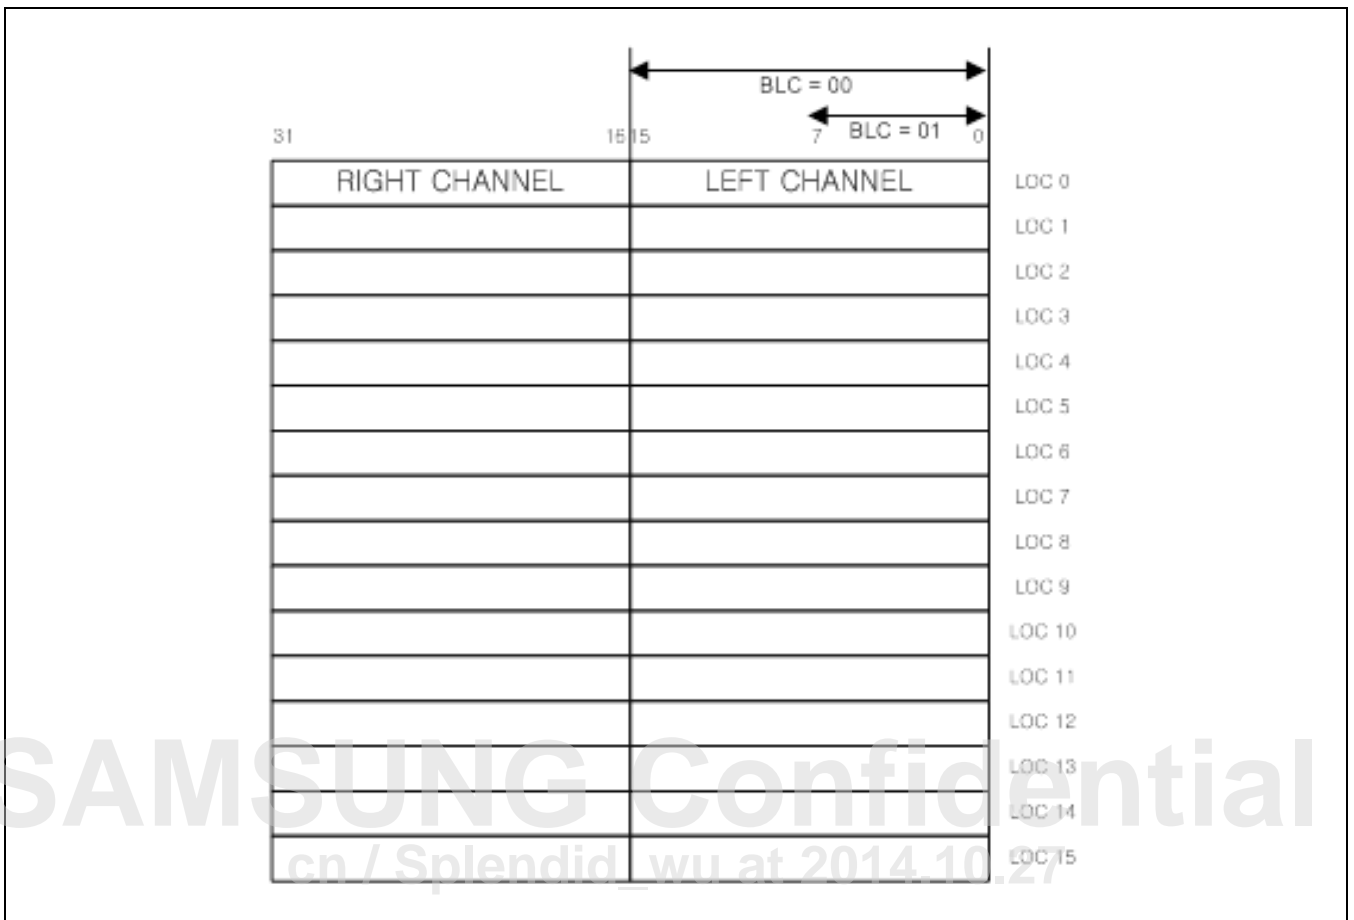 BLC = 00
BLC = 01
31 16 15 7 0
RIGHT CHANNEL LEFT CHANNEL LOC 0
LOC 1
LOC 2
LOC 3
LOC 4
LOC 5
LOC 6
LOC 7
LOC 8
LOC 9
LOC 10
LOC 11
LOC 12
SAMSUNG Confidential
LOC 13
LOC 14
cn / Splendid_wu at 2014.10.27
LOC 15